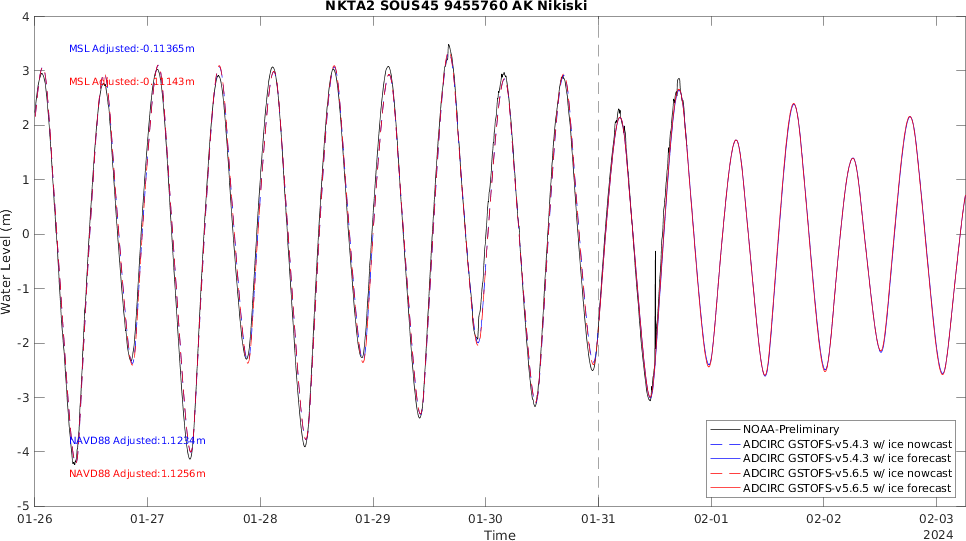 NKTA2 SOUS45 9455760 AK Nikiski
4
3
2
1
0
-1
-2
-3
-4
-5
Water Level (m)
MSL Adjusted:-0.11365m
MSL Adjusted:-0.11143m
NAVD88 Adjusted:1.1234m
NAVD88 Adjusted:1.1256m
NOAA-Preliminary
ADCIRC GSTOFS-v5.4.3 w/ ice nowcast
ADCIRC GSTOFS-v5.4.3 w/ ice forecast
ADCIRC GSTOFS-v5.6.5 w/ ice nowcast
ADCIRC GSTOFS-v5.6.5 w/ ice forecast
01-26 01-27 01-28 01-29 01-30 01-31 02-01 02-02 02-03
Time
2024